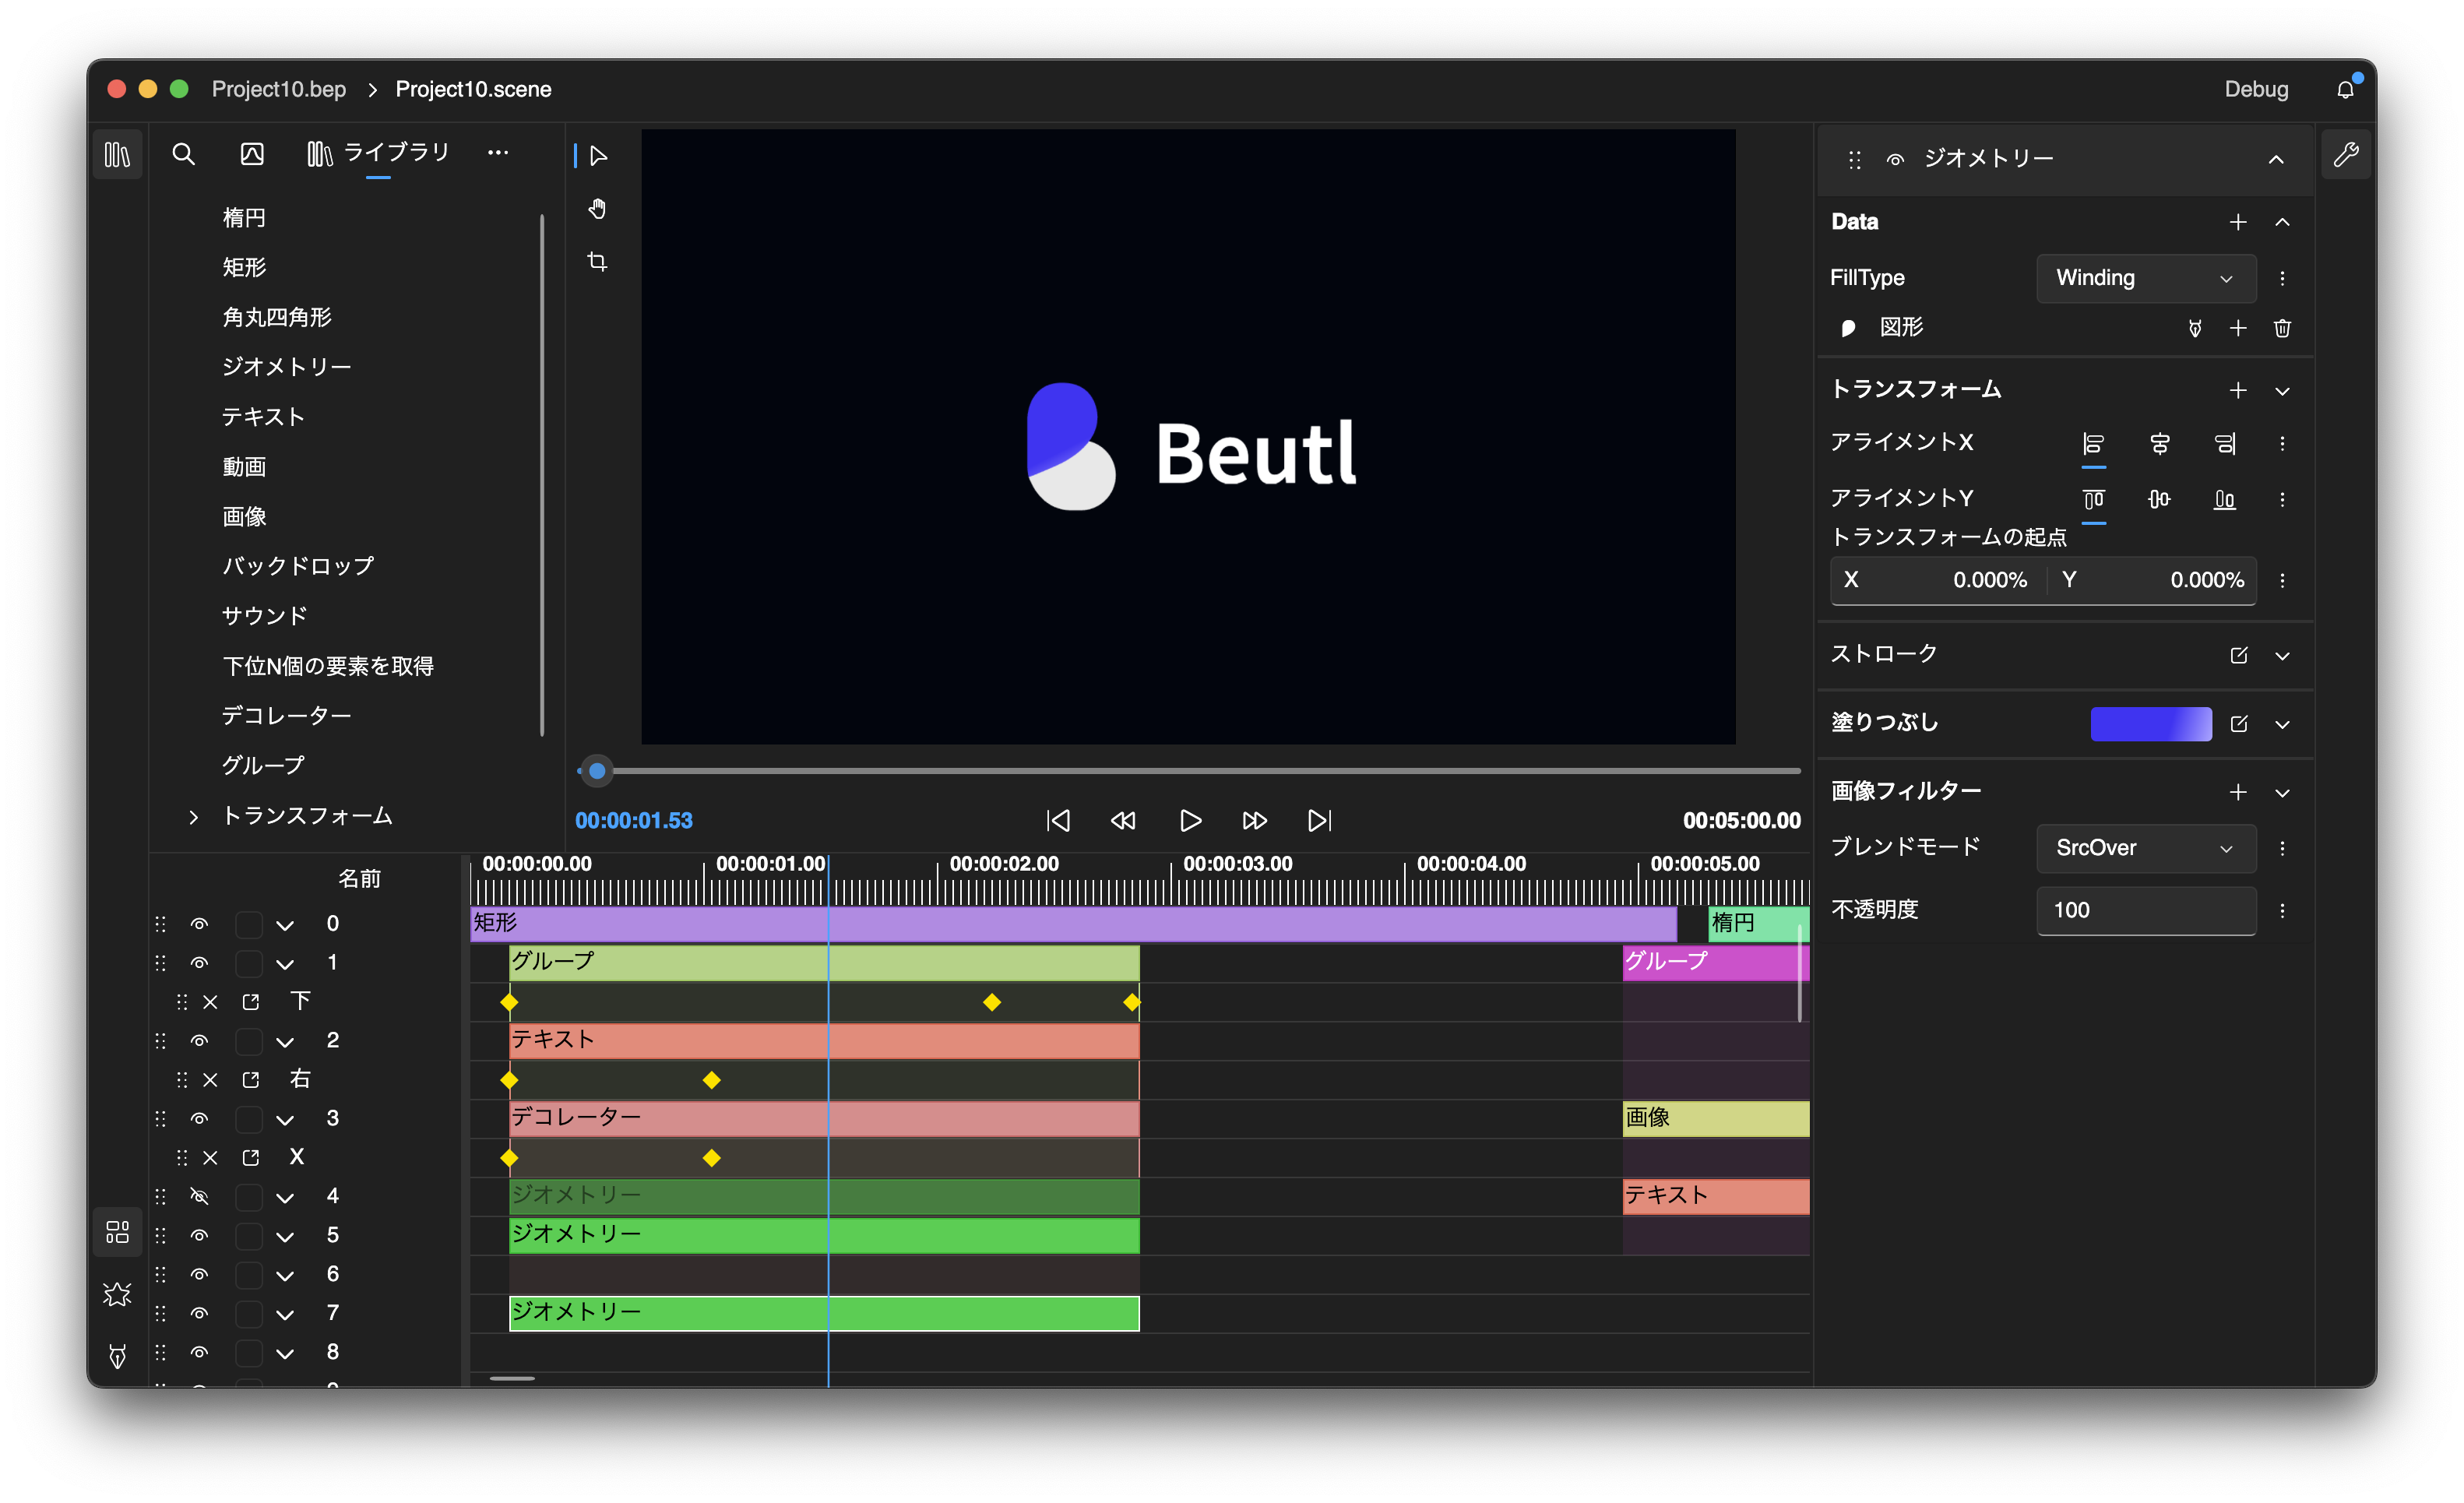 Project10.bep > Project10.scene
Debug
ライブラリ
楕円
矩形
角丸四角形
ジオメトリー
テキスト
動画
画像
バックドロップ
サウンド
下位N個の要素を取得
デコレーター
グループ
トランスフォーム
Beutl
00:00:01.53
00:05:00.00
ジオメトリー
Data
FillType Winding
図形
トランスフォーム
アライメントX
アライメントY
トランスフォームの起点
X 0.000% Y 0.000%
ストローク
塗りつぶし
画像フィルター
ブレンドモード SrcOver
不透明度 100
名前
00:00:00.00 00:00:01.00 00:00:02.00 00:00:03.00 00:00:04.00 00:00:05.00
0 矩形 楕円
1 グループ グループ
下
2 テキスト
右
3 デコレーター 画像
X
4 ジオメトリー テキスト
5 ジオメトリー
6
7 ジオメトリー
8